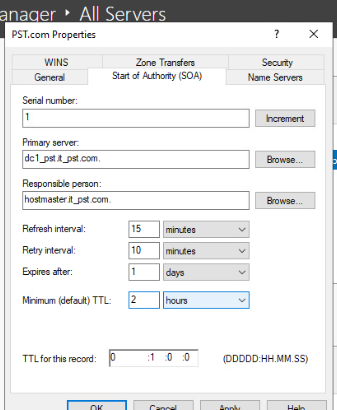 anager ‣ All Servers
PST.com Properties ? X
WINS Zone Transfers Security
General Start of Authority (SOA) Name Servers
Serial number:
1 Increment
Primary server:
dc1_pst.it_pst.com. Browse...
Responsible person:
hostmaster.it_pst.com. Browse...
Refresh interval: 15 minutes
Retry interval: 10 minutes
Expires after: 1 days
Minimum (default) TTL: 2 hours
TTL for this record: 0 :1 :0 :0 (DDDDD:HH.MM.SS)
OK Cancel Apply Help